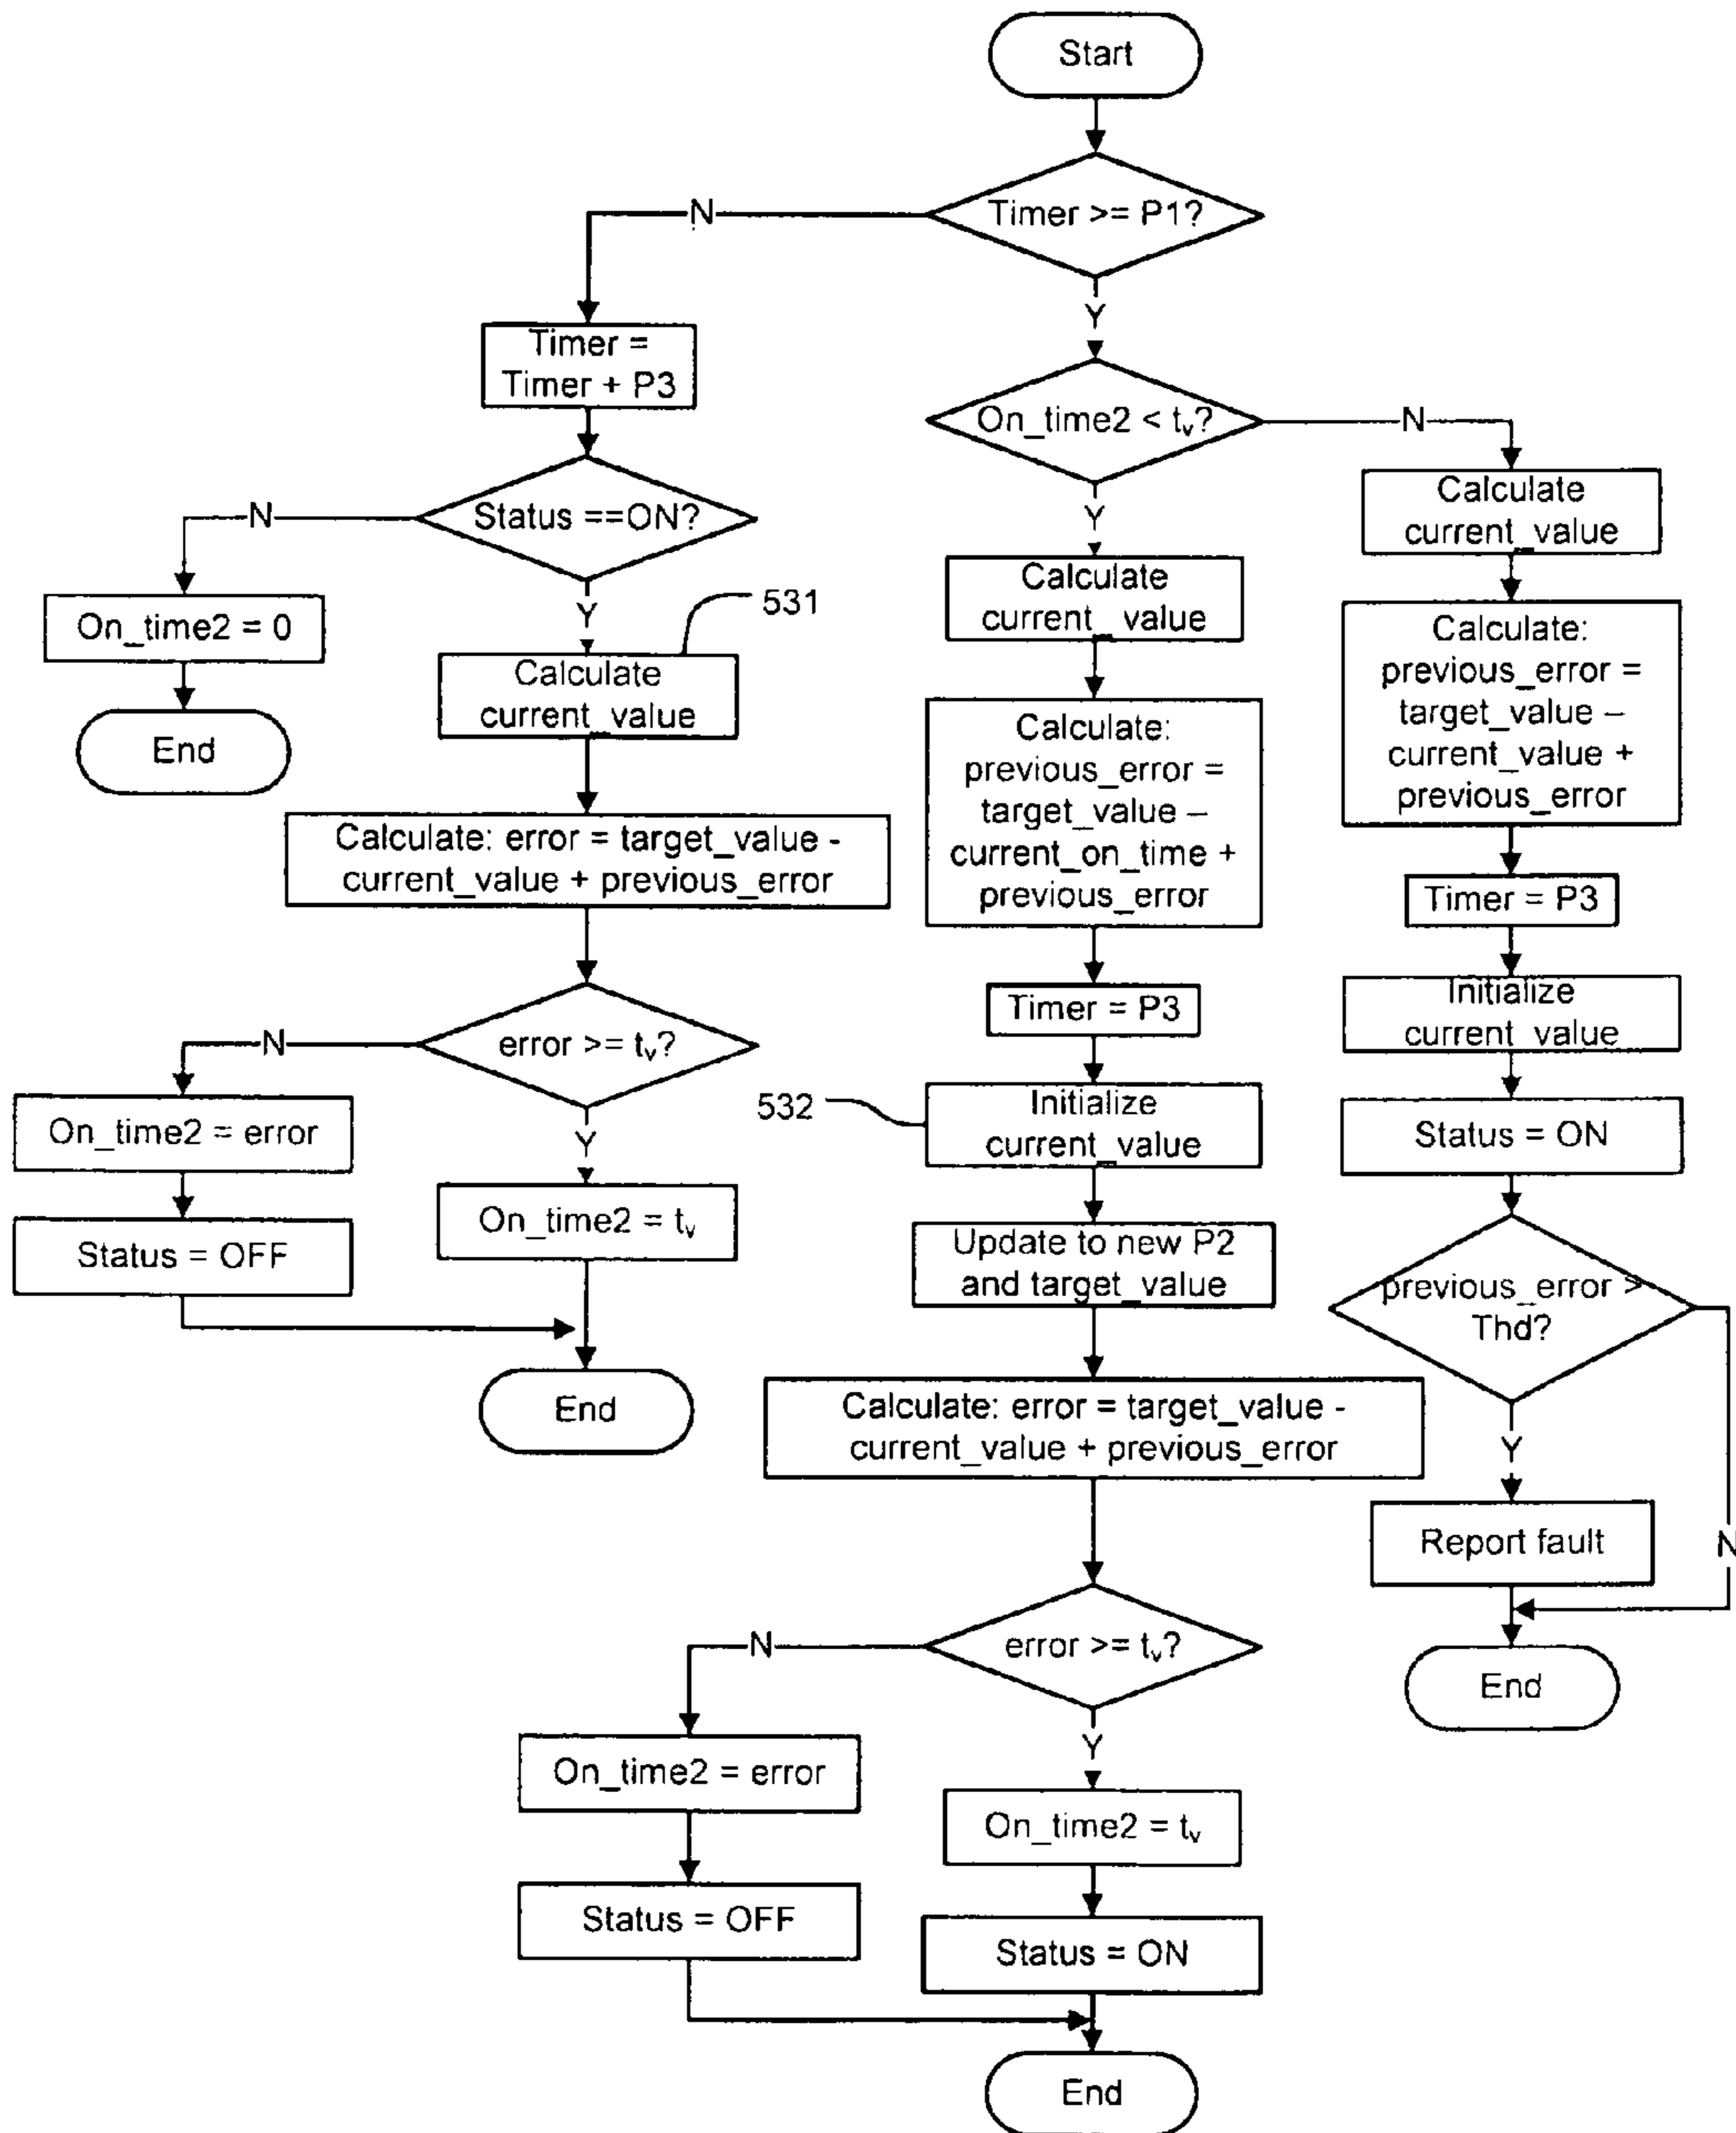 Start
Timer >= P1?
N
Y
Timer =
Timer + P3
On_time2 < tv?
N
Y
Status ==ON?
N
Y
On_time2 = 0
End
531
Calculate
current_value
Calculate: error = target_value -
current_value + previous_error
error >= tv?
N
Y
On_time2 = error
Status = OFF
On_time2 = tv
End
Calculate
current_ value
Calculate:
previous_error =
target_value –
current_on_time +
previous_error
Timer = P3
532
Initialize
current_value
Update to new P2
and target_value
Calculate: error = target_value -
current_value + previous_error
error >= tv?
N
Y
On_time2 = error
Status = OFF
On_time2 = tv
Status = ON
End
Calculate
current_value
Calculate:
previous_error =
target_value –
current_value +
previous_error
Timer = P3
Initialize
current_value
Status = ON
previous_error >
Thd?
Y
N
Report fault
End